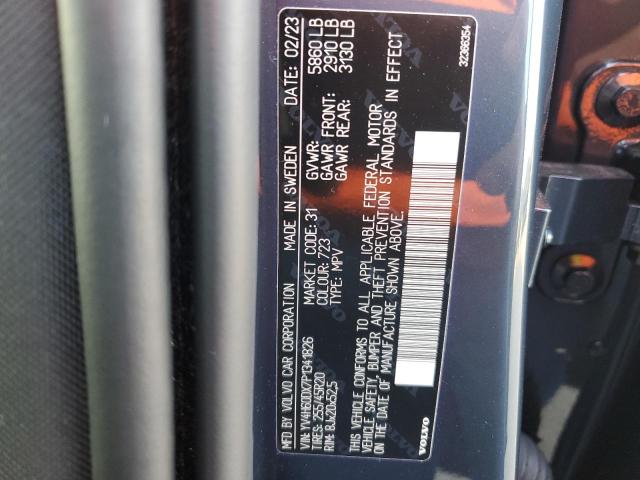 MFD BY VOLVO CAR CORPORATION MADE IN SWEDEN DATE: 02/23
VIN: YV4H60DX7P1341826
TIRES: 255/45R20
RIM: 8Jx20x52.5
MARKET CODE: 31
COLOUR: 723
TYPE: MPV
GVWR: 5860 LB
GAWR FRONT: 2910 LB
GAWR REAR: 3130 LB
THIS VEHICLE CONFORMS TO ALL APPLICABLE FEDERAL MOTOR
VEHICLE SAFETY, BUMPER AND THEFT PREVENTION STANDARDS IN EFFECT
ON THE DATE OF MANUFACTURE SHOWN ABOVE.
VOLVO
32366354